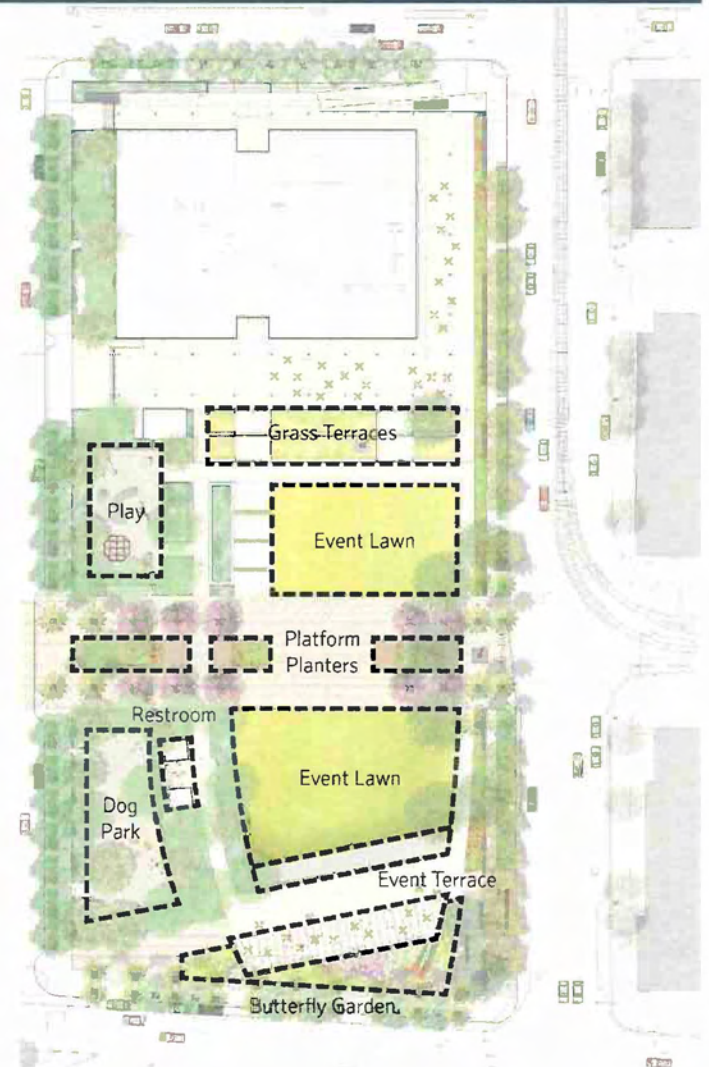 Grass Terraces
Play
Event Lawn
Platform
Planters
Restroom
Event Lawn
Dog
Park
Event Terrace
Butterfly Garden